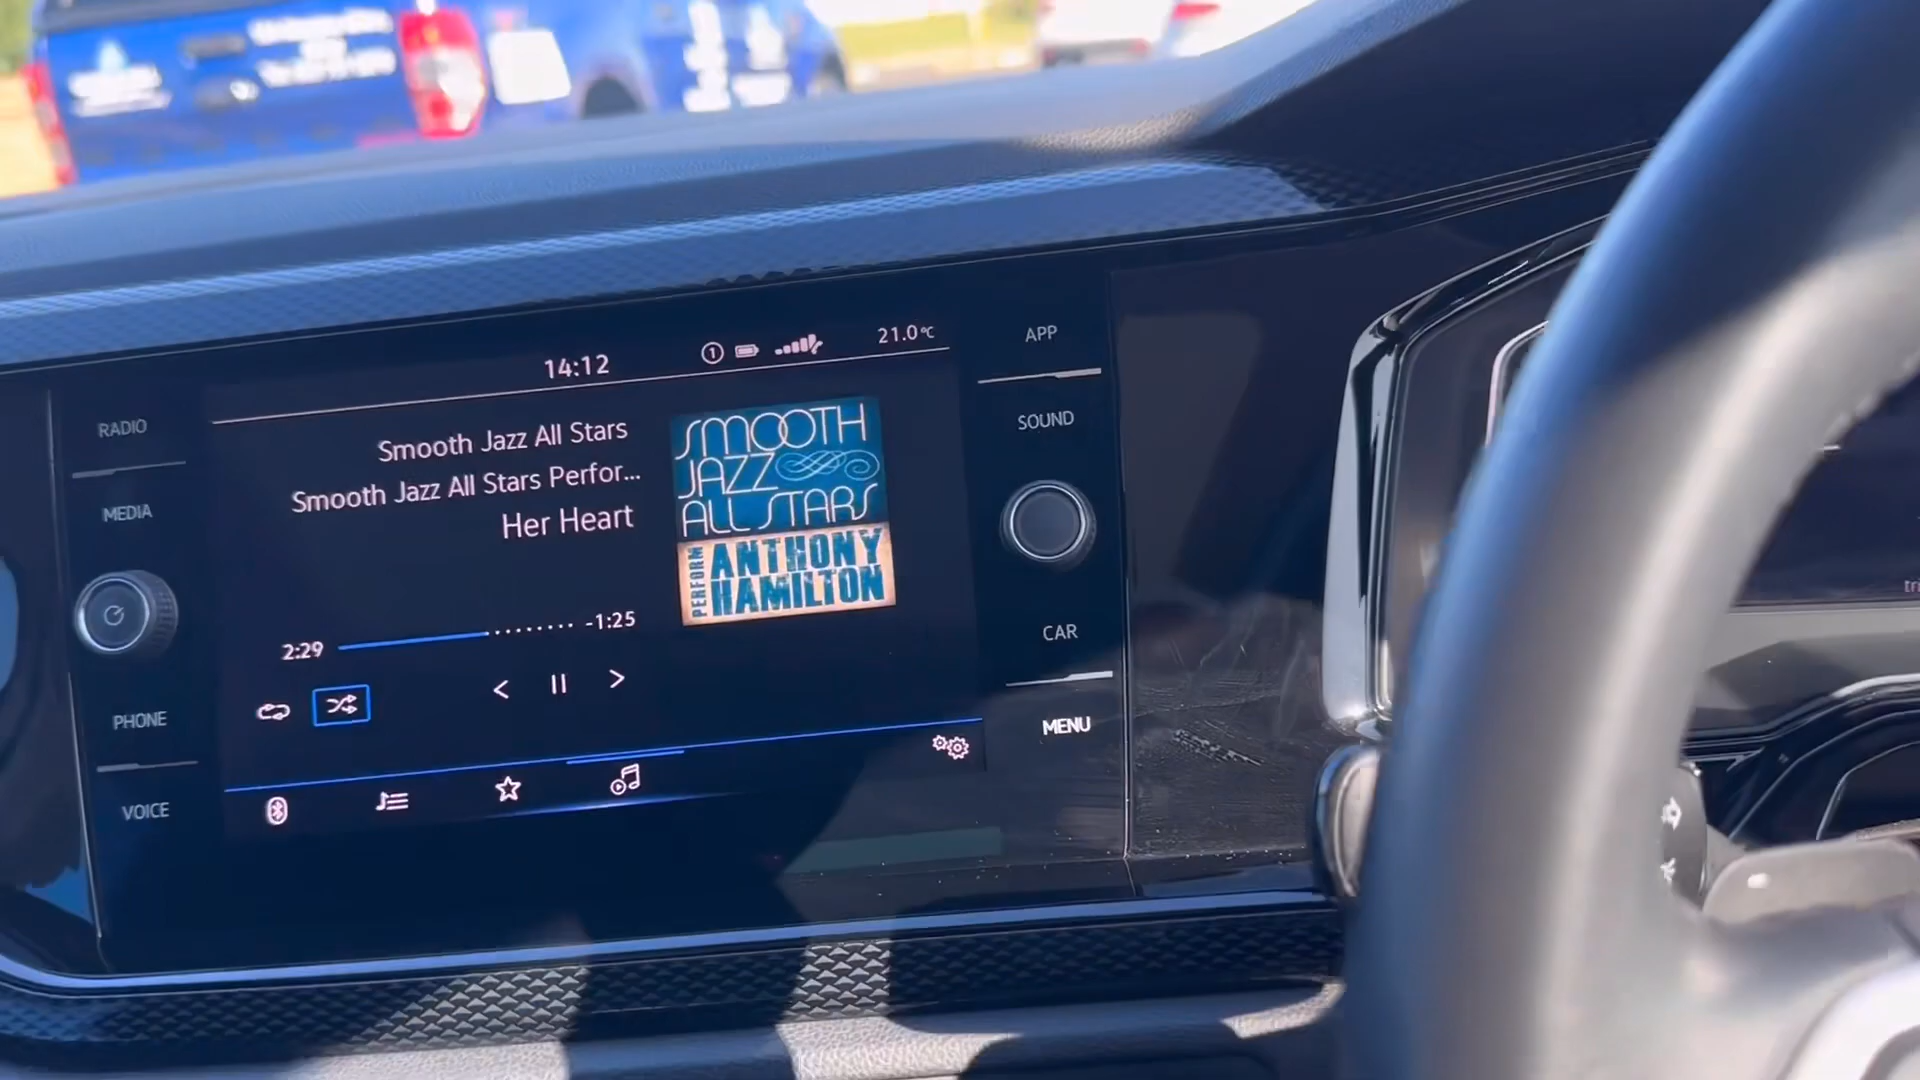 14:12
1
21.0°C
RADIO
MEDIA
PHONE
VOICE
Smooth Jazz All Stars
Smooth Jazz All Stars Perfor...
Her Heart
2:29
-1:25
SMOOTH
JAZZ
ALL STARS
PERFORM
ANTHONY
HAMILTON
APP
SOUND
CAR
MENU